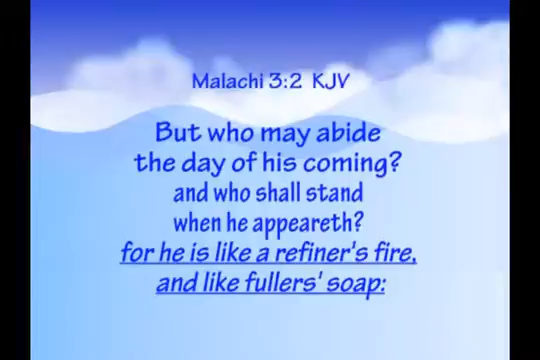 Malachi 3:2 KJV
But who may abide
the day of his coming?
and who shall stand
when he appeareth?
for he is like a refiner's fire,
and like fullers' soap: